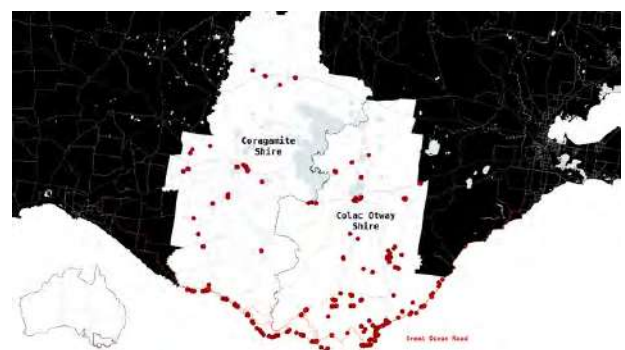 Corangamite
Shire
Colac Otway
Shire
Great Ocean Road